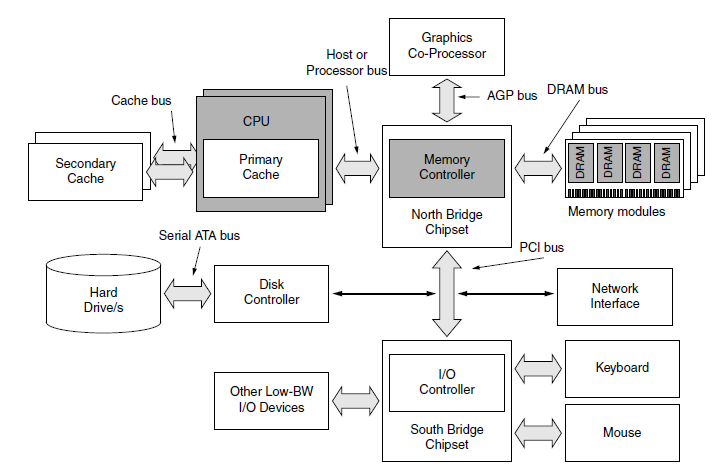 Graphics
Co-Processor
Host or
Processor bus
AGP bus
DRAM bus
Cache bus
CPU
Primary
Cache
Secondary
Cache
Memory
Controller
North Bridge
Chipset
DRAM
DRAM
DRAM
DRAM
Memory modules
Serial ATA bus
PCI bus
Hard
Drive/s
Disk
Controller
Network
Interface
I/O
Controller
South Bridge
Chipset
Other Low-BW
I/O Devices
Keyboard
Mouse